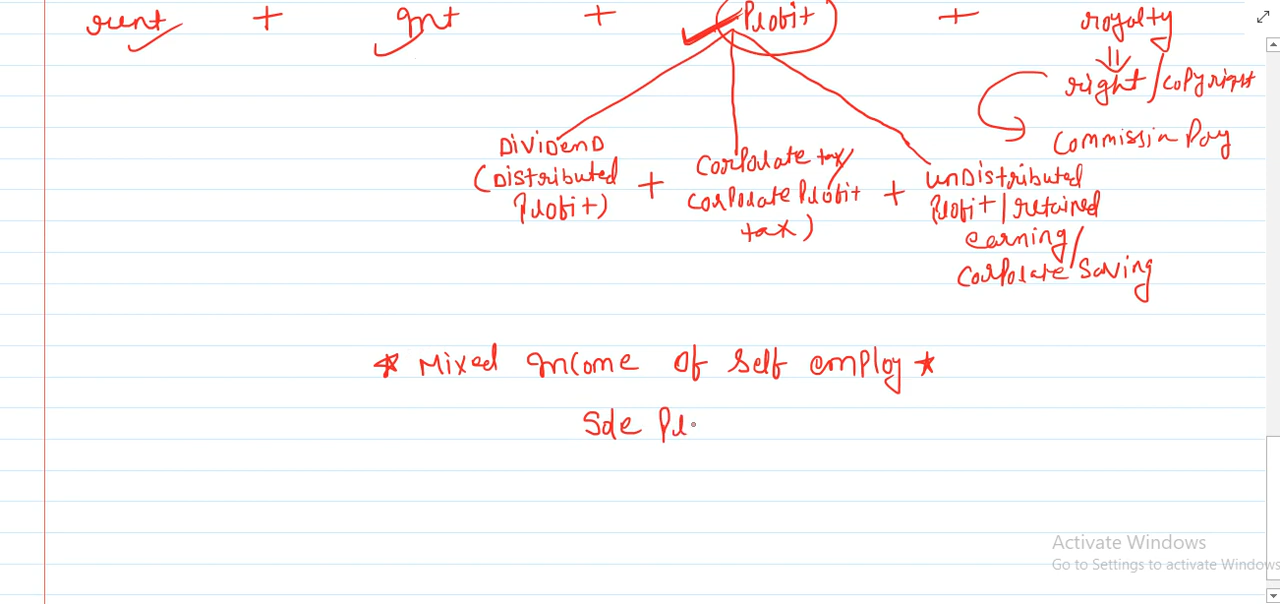 rent + Int + Profit + royalty
right / copyright
Commission Pay
Dividend (Distributed Profit) + Corporate tax / Corporate Profit tax) + Undistributed Profit / retained earning / Corporate Saving
* Mixed Income Of Self employ *
Sole Pr
Activate Windows
Go to Settings to activate Windows